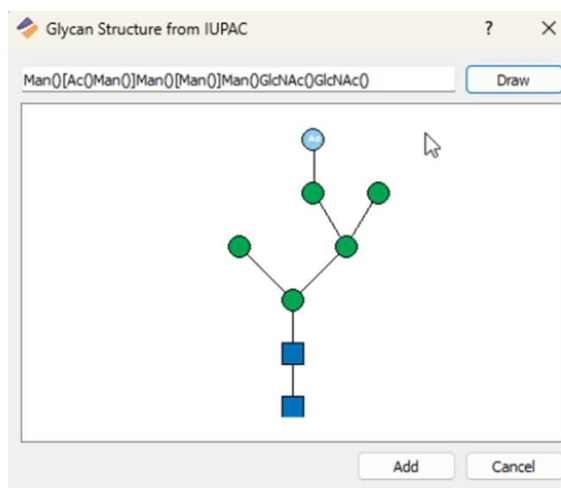 Glycan Structure from IUPAC
?
Man()[Ac()Man()]Man()[Man()]Man()GlcNAc()GlcNAc()
Draw
Ac
Add
Cancel